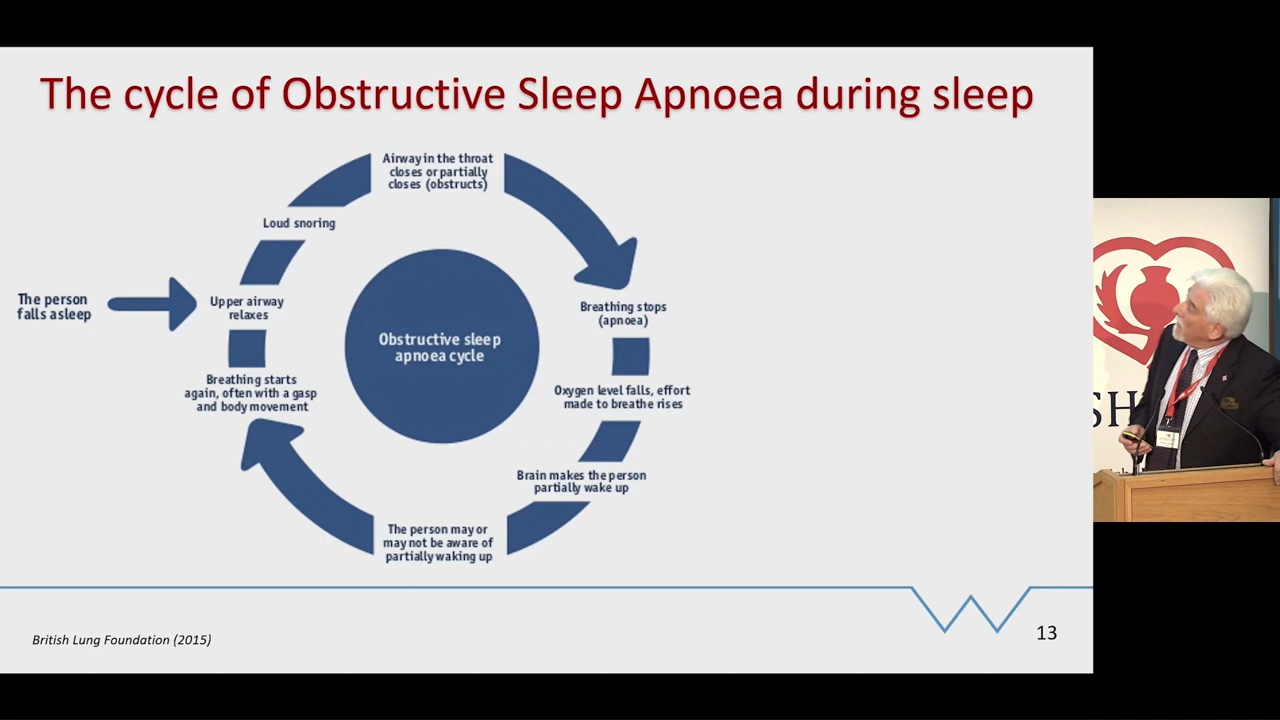 The cycle of Obstructive Sleep Apnoea during sleep
Airway in the throat
closes or partially
closes (obstructs)
Loud snoring
The person
falls asleep
Upper airway
relaxes
Breathing stops
(apnoea)
Obstructive sleep
apnoea cycle
Breathing starts
again, often with a gasp
and body movement
Oxygen level falls, effort
made to breathe rises
Brain makes the person
partially wake up
The person may or
may not be aware of
partially waking up
British Lung Foundation (2015)
13
SH